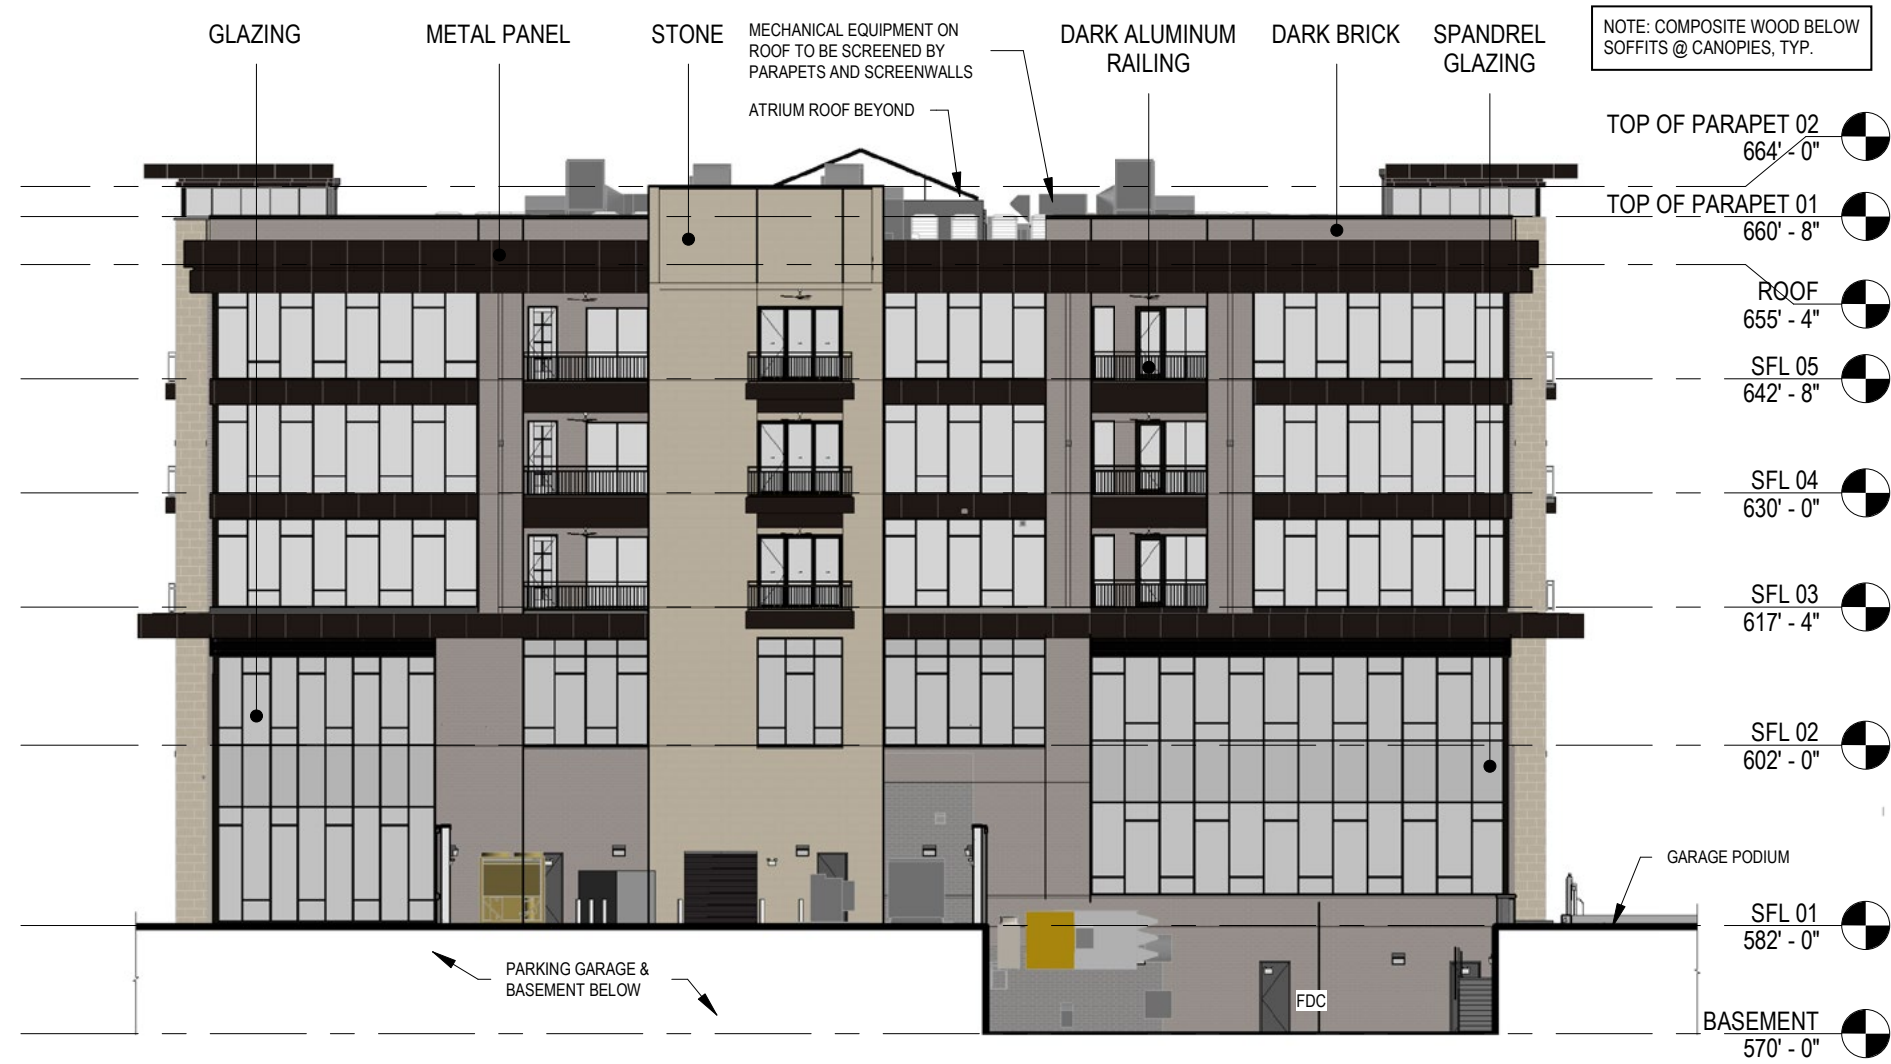 GLAZING
METAL PANEL
STONE
MECHANICAL EQUIPMENT ON
ROOF TO BE SCREENED BY
PARAPETS AND SCREENWALLS
ATRIUM ROOF BEYOND
DARK ALUMINUM
RAILING
DARK BRICK
SPANDREL
GLAZING
NOTE: COMPOSITE WOOD BELOW
SOFFITS @ CANOPIES, TYP.
TOP OF PARAPET 02
664' - 0"
TOP OF PARAPET 01
660' - 8"
ROOF
655' - 4"
SFL 05
642' - 8"
SFL 04
630' - 0"
SFL 03
617' - 4"
SFL 02
602' - 0"
GARAGE PODIUM
SFL 01
582' - 0"
PARKING GARAGE &
BASEMENT BELOW
FDC
BASEMENT
570' - 0"